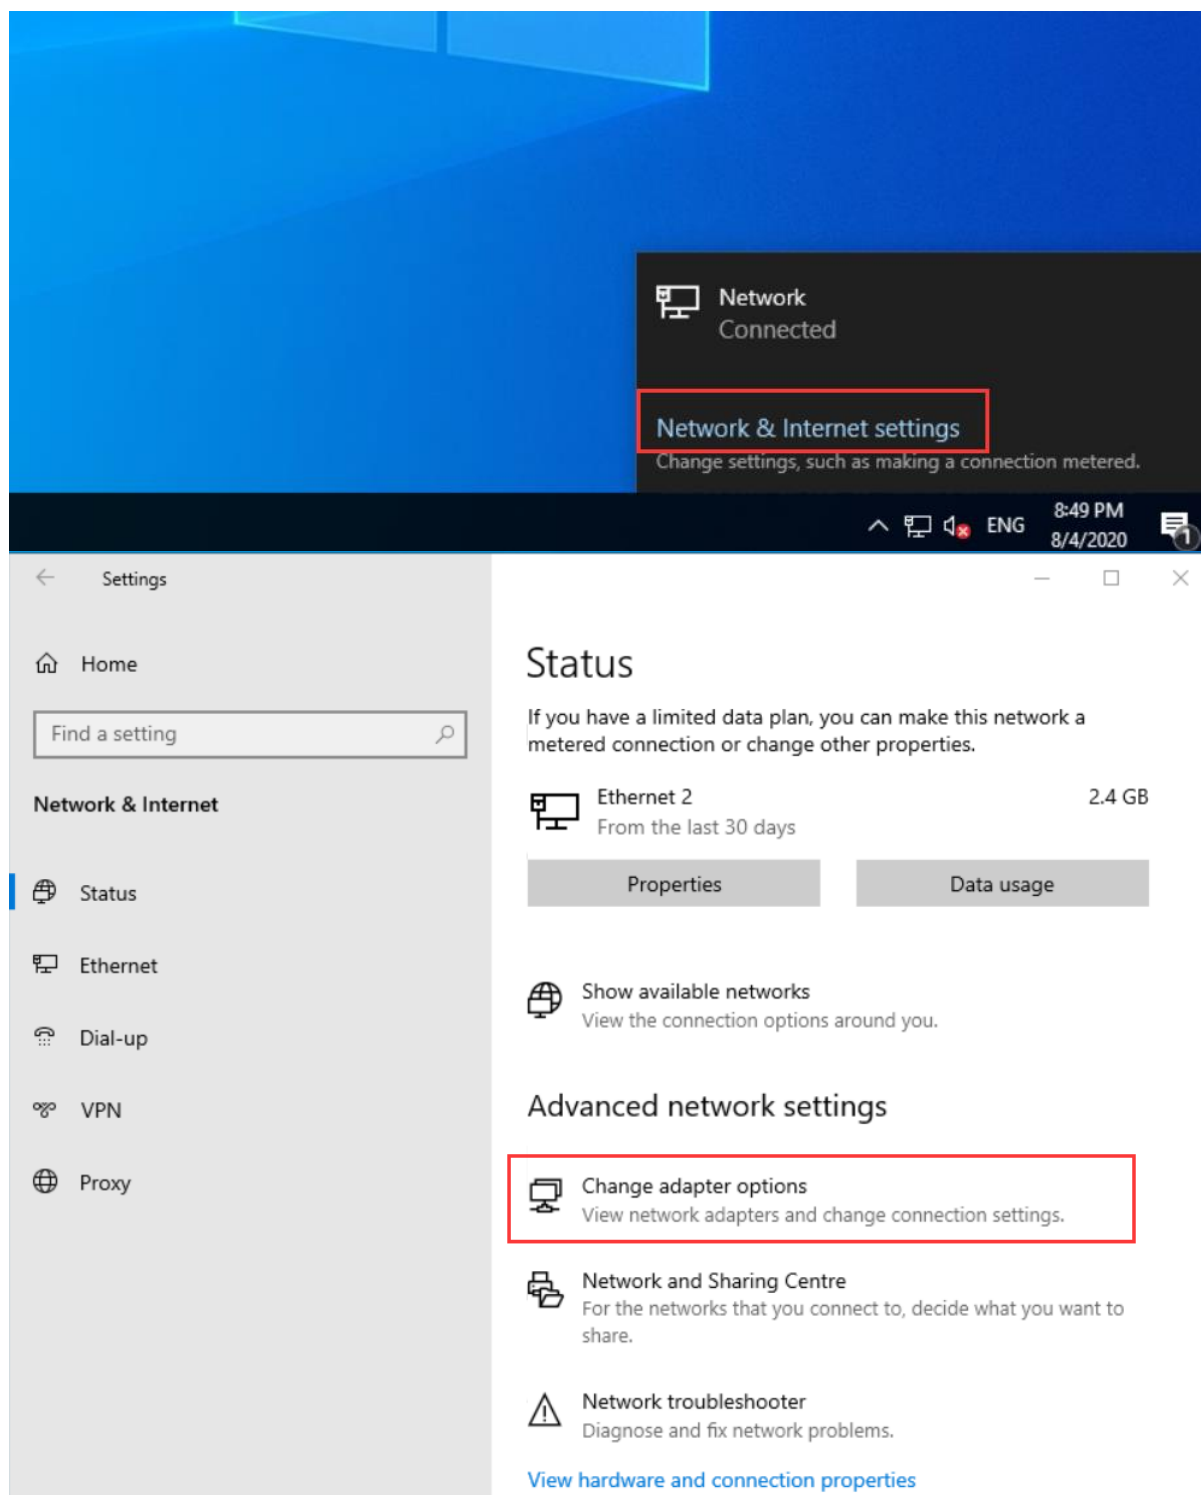 Network
Connected
Network & Internet settings
Change settings, such as making a connection metered.
ENG
8:49 PM
8/4/2020
1
Settings
Home
Find a setting
Network & Internet
Status
Ethernet
Dial-up
VPN
Proxy
Status
If you have a limited data plan, you can make this network a
metered connection or change other properties.
Ethernet 2
2.4 GB
From the last 30 days
Properties
Data usage
Show available networks
View the connection options around you.
Advanced network settings
Change adapter options
View network adapters and change connection settings.
Network and Sharing Centre
For the networks that you connect to, decide what you want to
share.
Network troubleshooter
Diagnose and fix network problems.
View hardware and connection properties